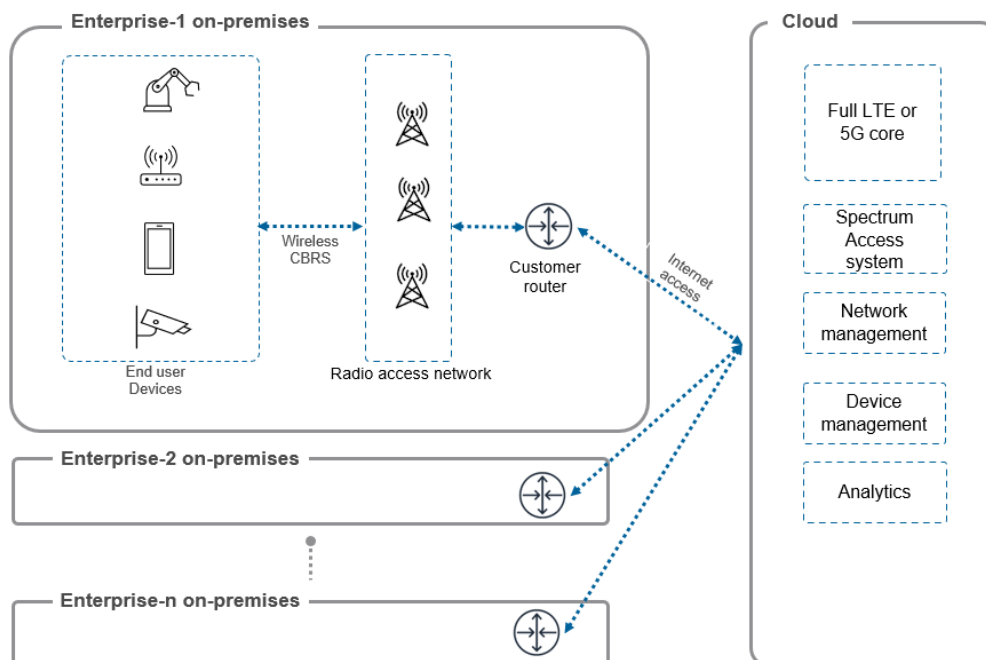 Enterprise-1 on-premises
End user
Devices
Wireless
CBRS
Radio access network
Customer
router
Internet
access
Enterprise-2 on-premises
Enterprise-n on-premises
Cloud
Full LTE or
5G core
Spectrum
Access
system
Network
management
Device
management
Analytics